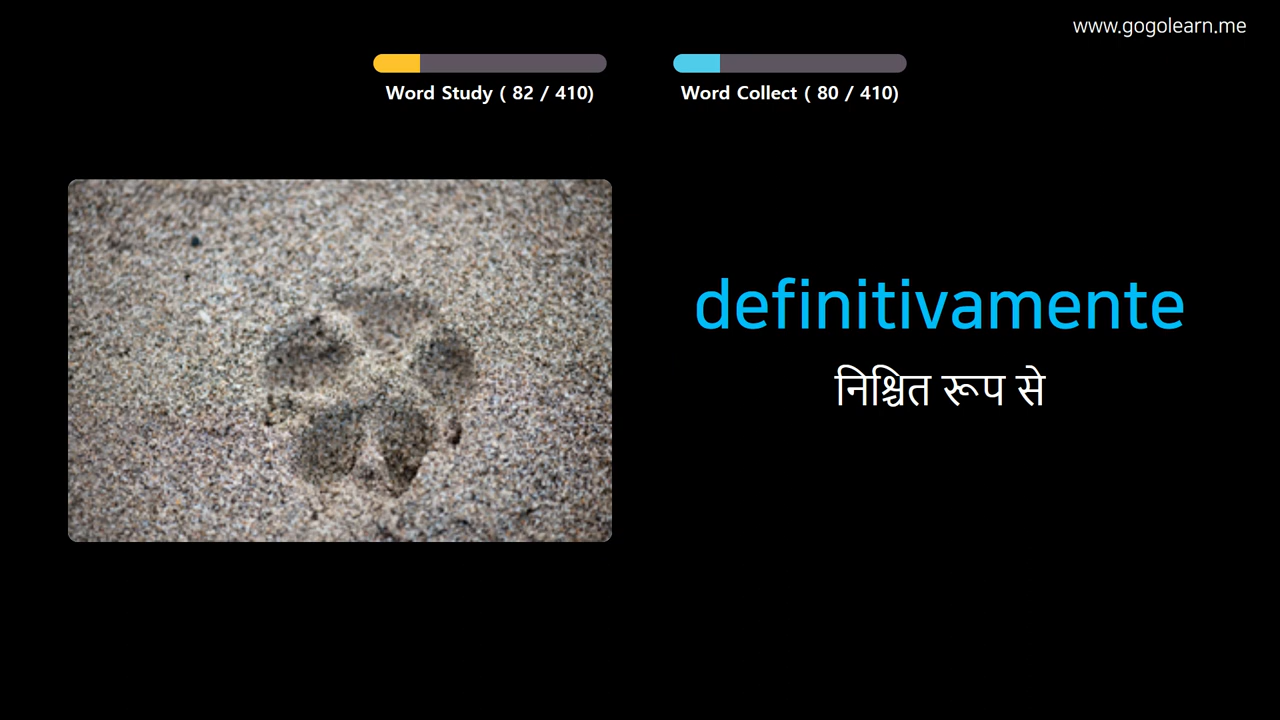 www.gogolearn.me
Word Study ( 82 / 410)
Word Collect ( 80 / 410)
definitivamente
निश्चित रूप से